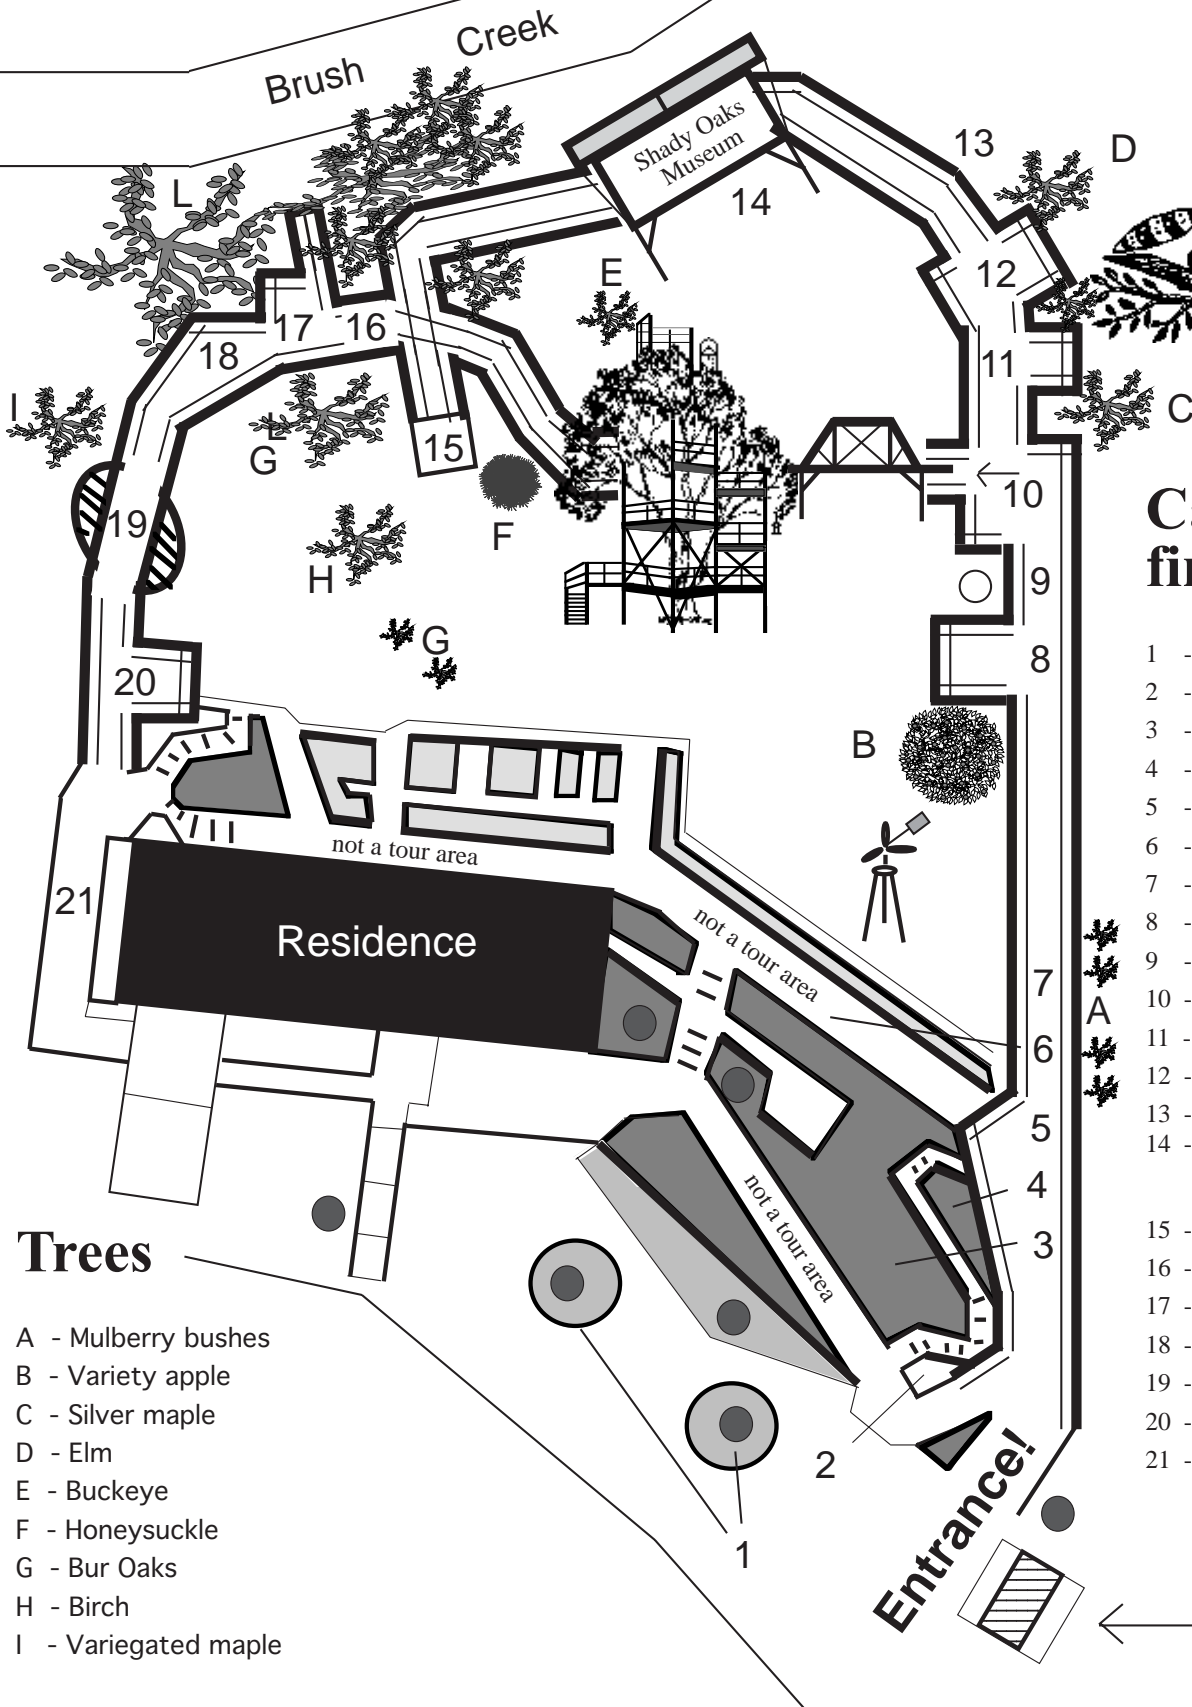 Brush Creek
Shady Oaks
Museum
13
D
L
14
E
12
17
16
18
11
I
L
G
C
15
10
C
fi
19
F
9
H
G
8
20
B
1 -
2 -
3 -
4 -
5 -
6 -
7 -
8 -
9 -
10 -
11 -
12 -
13 -
14 -
15 -
16 -
17 -
18 -
19 -
20 -
21 -
not a tour area
21
Residence
not a tour area
7
A
6
5
4
not a tour area
3
2
1
Entrance!
Trees
A - Mulberry bushes
B - Variety apple
C - Silver maple
D - Elm
E - Buckeye
F - Honeysuckle
G - Bur Oaks
H - Birch
I - Variegated maple